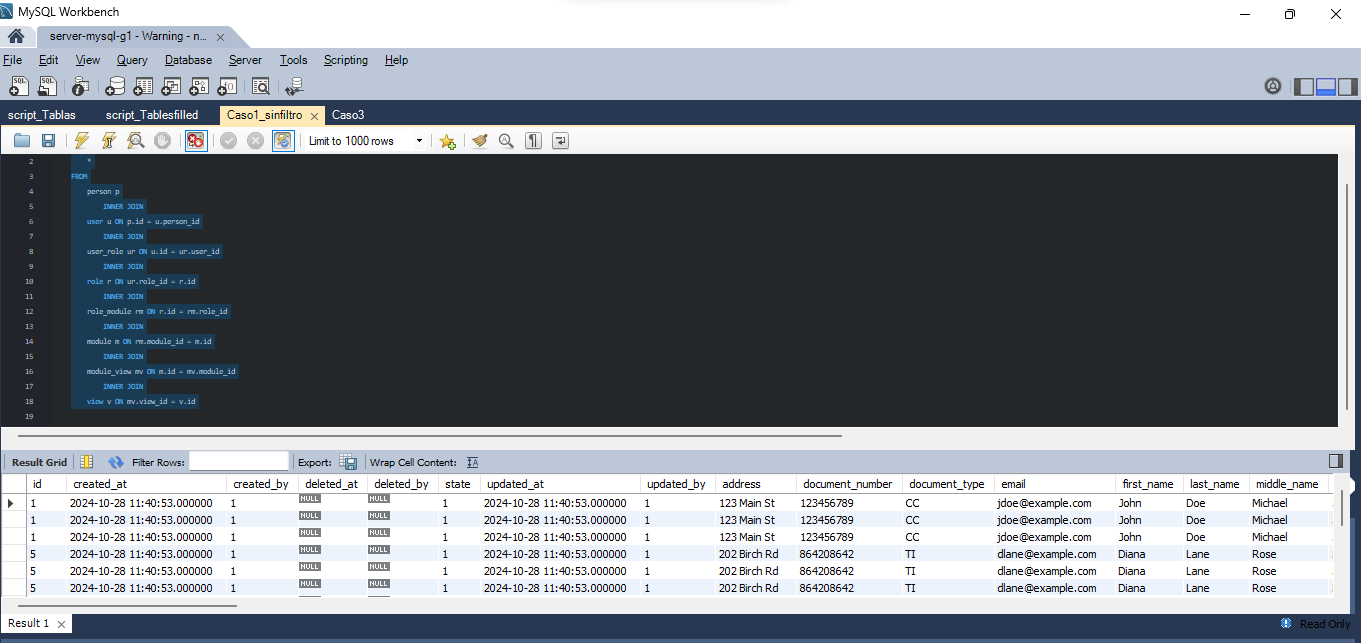 MySQL Workbench
server-mysql-g1 - Warning - n...
File Edit View Query Database Server Tools Scripting Help
script_Tablas script_Tablesfilled Caso1_sinfiltro Caso3
Limit to 1000 rows
2 *
3 FROM
4 person p
5 INNER JOIN
6 user u ON p.id = u.person_id
7 INNER JOIN
8 user_role ur ON u.id = ur.user_id
9 INNER JOIN
10 role r ON ur.role_id = r.id
11 INNER JOIN
12 role_module rm ON r.id = rm.role_id
13 INNER JOIN
14 module m ON rm.module_id = m.id
15 INNER JOIN
16 module_view mv ON m.id = mv.module_id
17 INNER JOIN
18 view v ON mv.view_id = v.id
19
Result Grid Filter Rows: Export: Wrap Cell Content:
id created_at created_by deleted_at deleted_by state updated_at updated_by address document_number document_type email first_name last_name middle_name
1 2024-10-28 11:40:53.000000 1 NULL NULL 1 2024-10-28 11:40:53.000000 1 123 Main St 123456789 CC jdoe@example.com John Doe Michael
1 2024-10-28 11:40:53.000000 1 NULL NULL 1 2024-10-28 11:40:53.000000 1 123 Main St 123456789 CC jdoe@example.com John Doe Michael
1 2024-10-28 11:40:53.000000 1 NULL NULL 1 2024-10-28 11:40:53.000000 1 123 Main St 123456789 CC jdoe@example.com John Doe Michael
5 2024-10-28 11:40:53.000000 1 NULL NULL 1 2024-10-28 11:40:53.000000 1 202 Birch Rd 864208642 TI dlane@example.com Diana Lane Rose
5 2024-10-28 11:40:53.000000 1 NULL NULL 1 2024-10-28 11:40:53.000000 1 202 Birch Rd 864208642 TI dlane@example.com Diana Lane Rose
5 2024-10-28 11:40:53.000000 1 NULL NULL 1 2024-10-28 11:40:53.000000 1 202 Birch Rd 864208642 TI dlane@example.com Diana Lane Rose
Result 1 Read Only